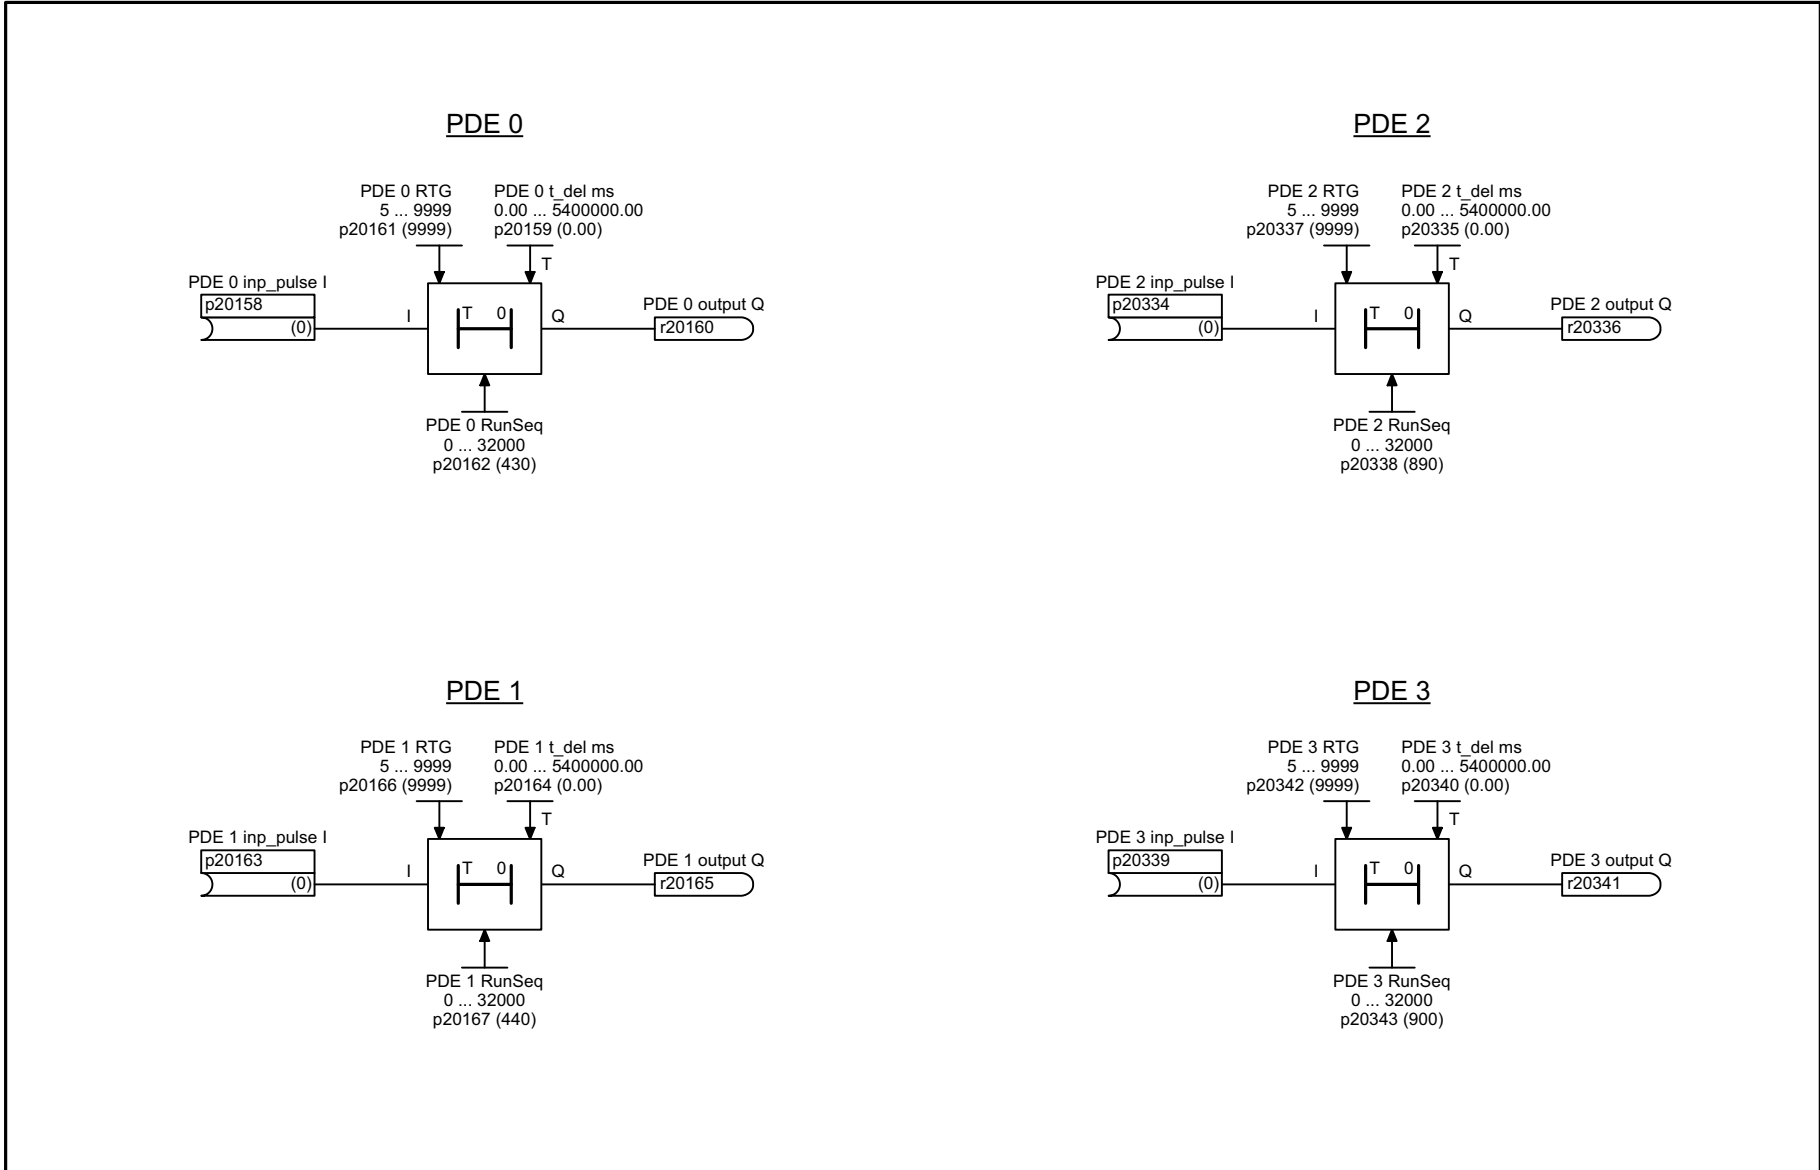 PDE 0
PDE 0 RTG
5 ... 9999
p20161 (9999)
PDE 0 t_del ms
0.00 ... 5400000.00
p20159 (0.00)
T
PDE 0 inp_pulse I
p20158
(0)
I
T 0
Q
PDE 0 output Q
r20160
PDE 0 RunSeq
0 ... 32000
p20162 (430)
PDE 2
PDE 2 RTG
5 ... 9999
p20337 (9999)
PDE 2 t_del ms
0.00 ... 5400000.00
p20335 (0.00)
T
PDE 2 inp_pulse I
p20334
(0)
I
T 0
Q
PDE 2 output Q
r20336
PDE 2 RunSeq
0 ... 32000
p20338 (890)
PDE 1
PDE 1 RTG
5 ... 9999
p20166 (9999)
PDE 1 t_del ms
0.00 ... 5400000.00
p20164 (0.00)
T
PDE 1 inp_pulse I
p20163
(0)
I
T 0
Q
PDE 1 output Q
r20165
PDE 1 RunSeq
0 ... 32000
p20167 (440)
PDE 3
PDE 3 RTG
5 ... 9999
p20342 (9999)
PDE 3 t_del ms
0.00 ... 5400000.00
p20340 (0.00)
T
PDE 3 inp_pulse I
p20339
(0)
I
T 0
Q
PDE 3 output Q
r20341
PDE 3 RunSeq
0 ... 32000
p20343 (900)